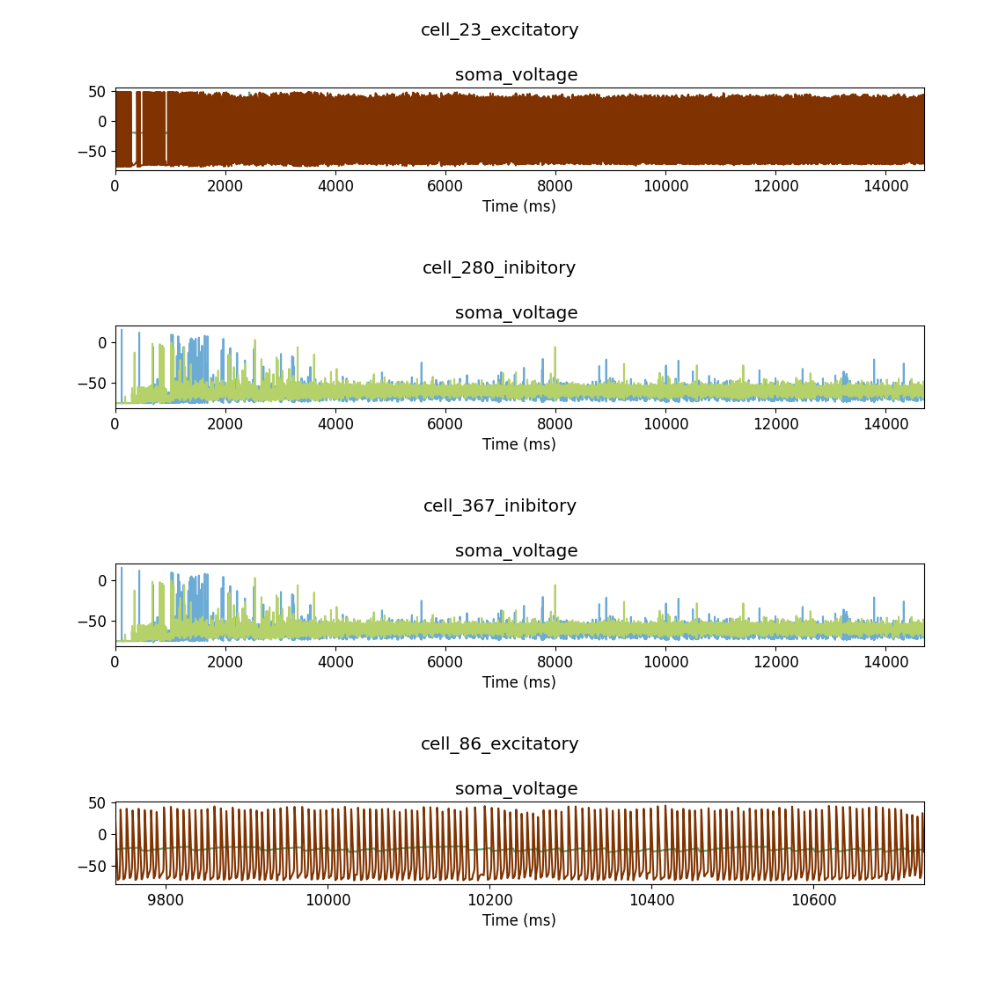 cell_23_excitatory
soma_voltage
50
0
−50
0 2000 4000 6000 8000 10000 12000 14000
Time (ms)
cell_280_inibitory
soma_voltage
0
−50
0 2000 4000 6000 8000 10000 12000 14000
Time (ms)
cell_367_inibitory
soma_voltage
0
−50
0 2000 4000 6000 8000 10000 12000 14000
Time (ms)
cell_86_excitatory
soma_voltage
50
0
−50
9800 10000 10200 10400 10600
Time (ms)